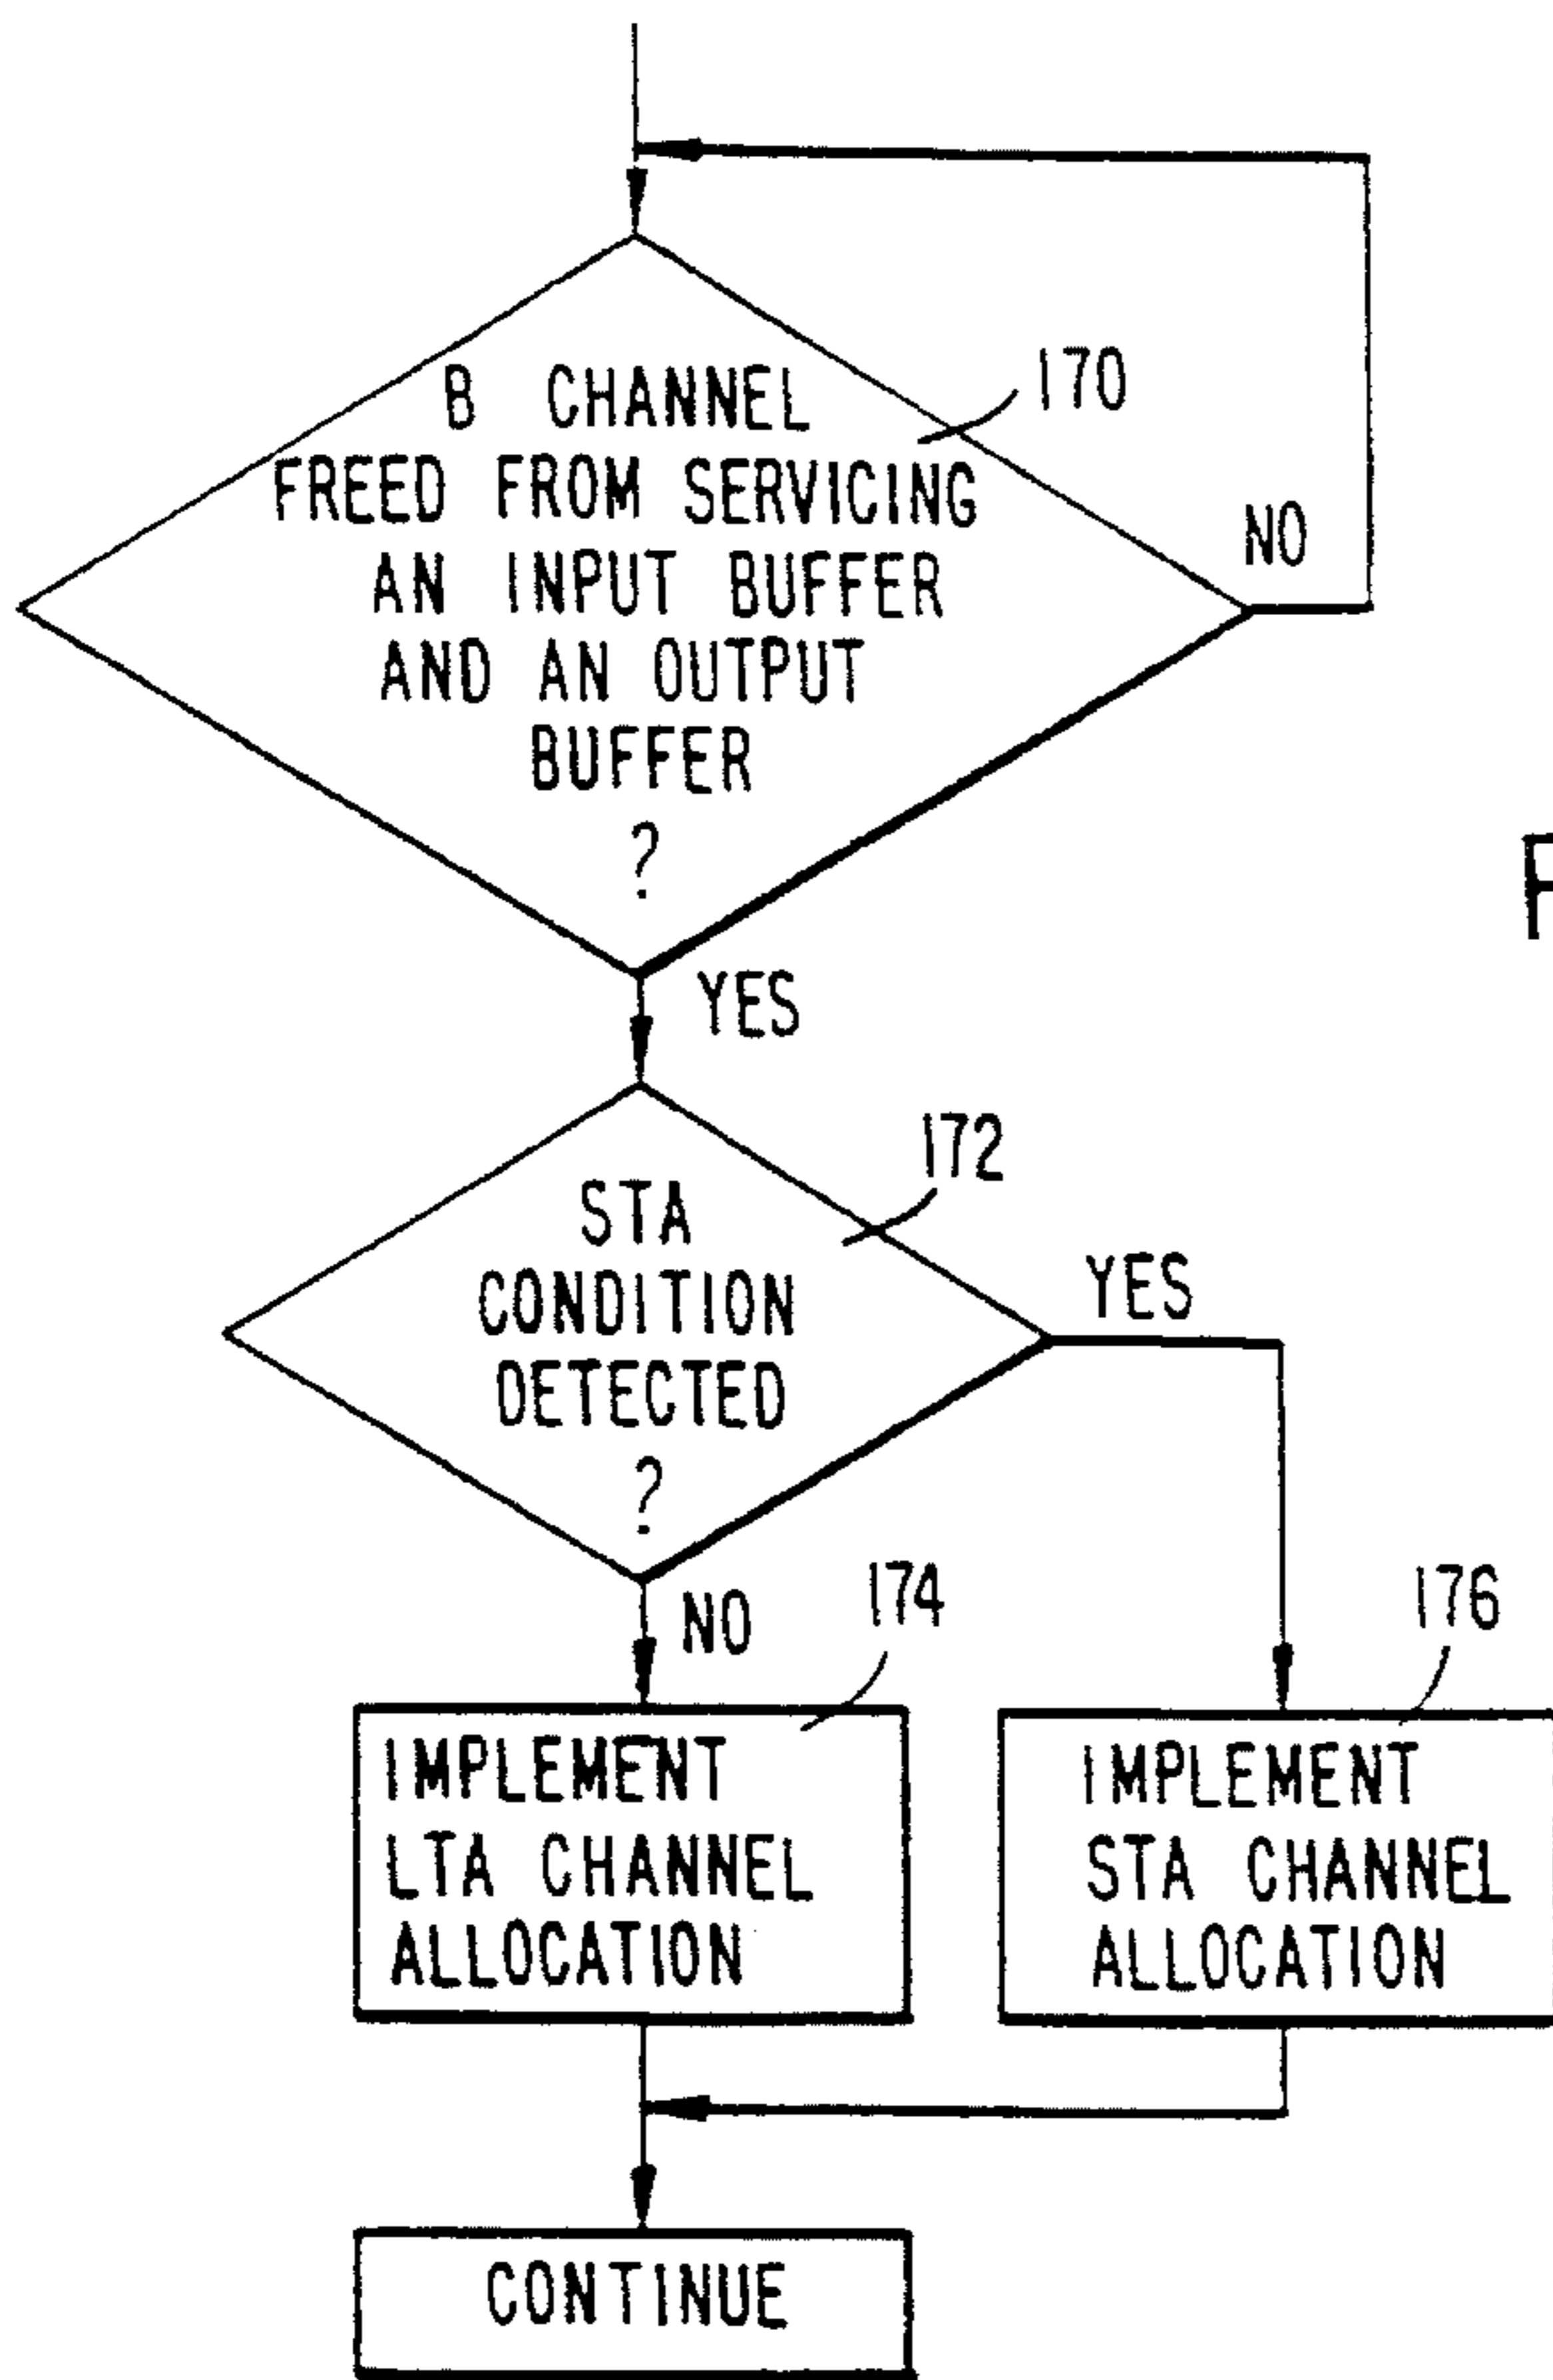 B CHANNEL
170
FREED FROM SERVICING
AN INPUT BUFFER
NO
AND AN OUTPUT
BUFFER
?
F
YES
172
STA
YES
CONDITION
DETECTED
?
NO
174
176
IMPLEMENT
LTA CHANNEL
ALLOCATION
IMPLEMENT
STA CHANNEL
ALLOCATION
CONTINUE